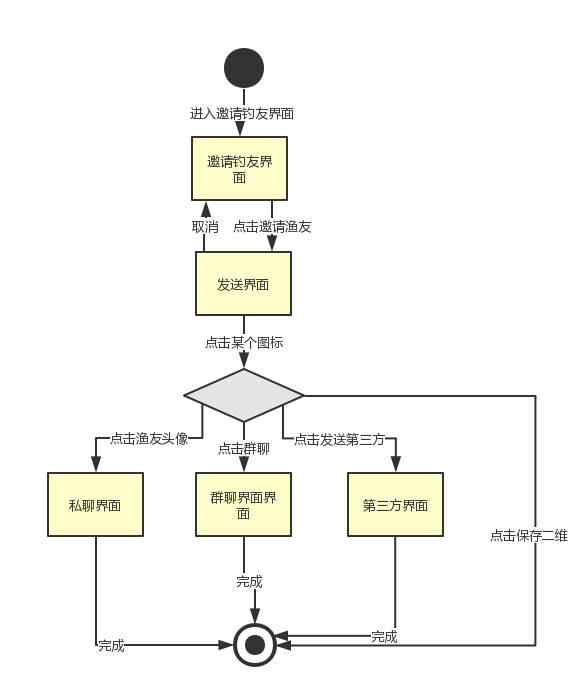 进入邀请钓友界面
邀请钓友界
面
取消
点击邀请渔友
发送界面
点击某个图标
点击渔友头像
点击群聊
点击发送第三方
私聊界面
群聊界面界
面
第三方界面
点击保存二维
完成
完成
完成